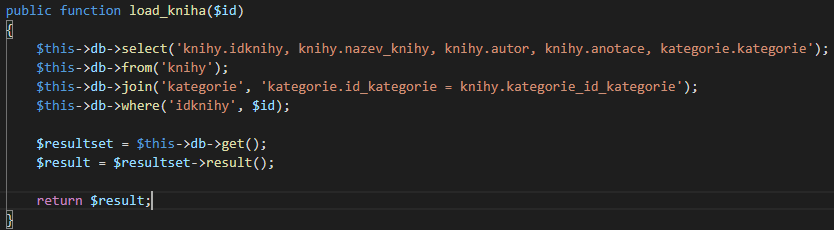 public function load_kniha($id)
{
$this->db->select('knihy.idknihy, knihy.nazev_knihy, knihy.autor, knihy.anotace, kategorie.kategorie');
$this->db->from('knihy');
$this->db->join('kategorie', 'kategorie.id_kategorie = knihy.kategorie_id_kategorie');
$this->db->where('idknihy', $id);
$resultset = $this->db->get();
$result = $resultset->result();
return $result;
}